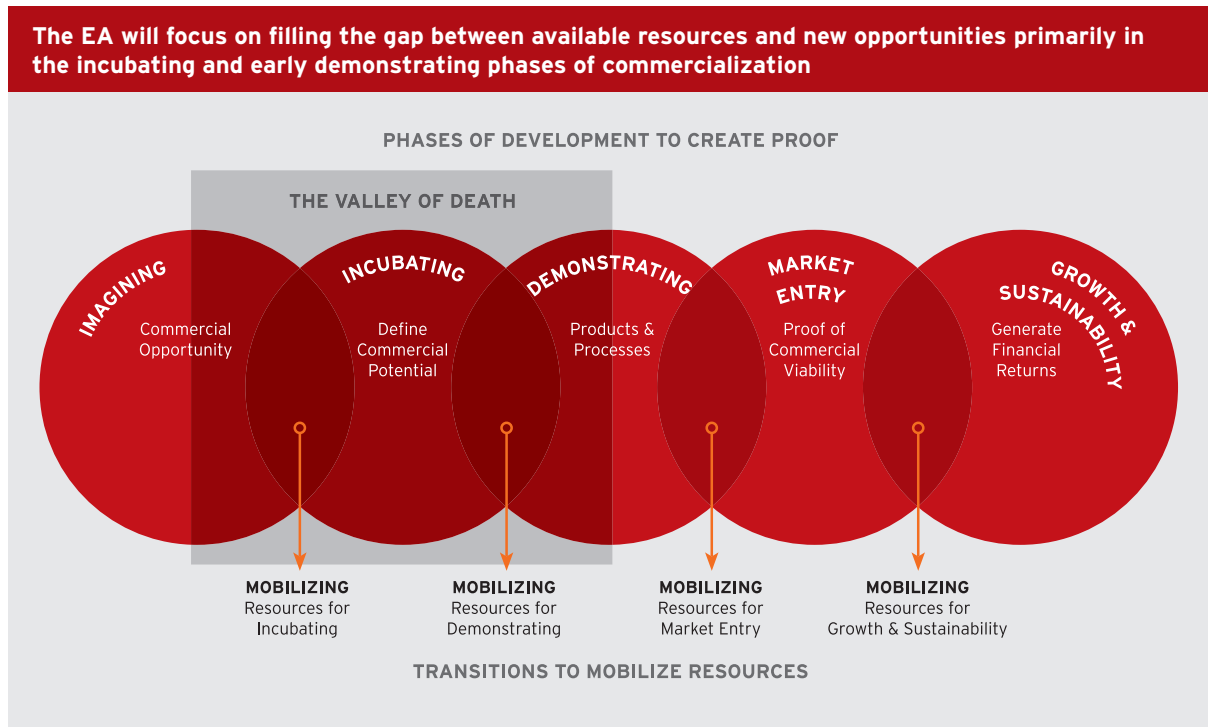 The EA will focus on filling the gap between available resources and new opportunities primarily in
the incubating and early demonstrating phases of commercialization
PHASES OF DEVELOPMENT TO CREATE PROOF
THE VALLEY OF DEATH
IMAGINING
Commercial
Opportunity
INCUBATING
Define
Commercial
Potential
DEMONSTRATING
Products &
Processes
MARKET
ENTRY
Proof of
Commercial
Viability
GROWTH &
SUSTAINABILITY
Generate
Financial
Returns
MOBILIZING
Resources for
Incubating
MOBILIZING
Resources for
Demonstrating
MOBILIZING
Resources for
Market Entry
MOBILIZING
Resources for
Growth & Sustainability
TRANSITIONS TO MOBILIZE RESOURCES